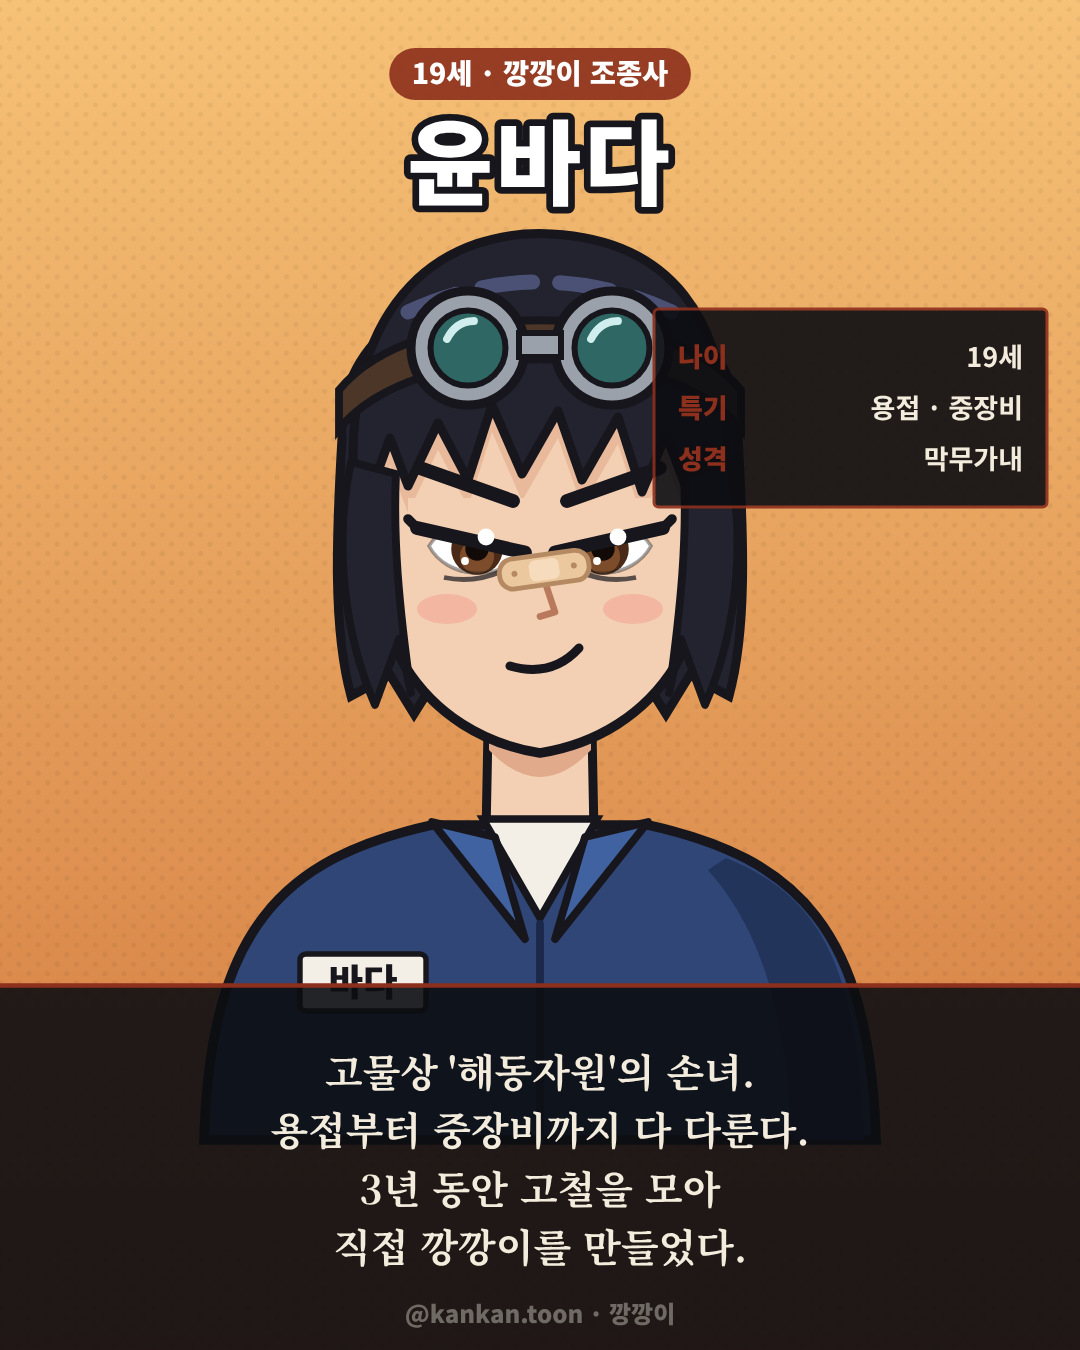 19세 · 깡깡이 조종사
윤바다
나이 19세
특기 용접 · 중장비
성격 막무가내
바다
고물상 '해동자원'의 손녀.
용접부터 중장비까지 다 다룬다.
3년 동안 고철을 모아
직접 깡깡이를 만들었다.
@kankan.toon · 깡깡이